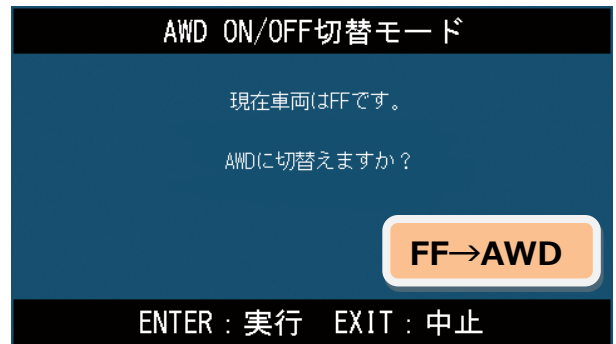 AWD ON/OFF切替モード
現在車両はFFです。
AWDに切替えますか？
FF→AWD
ENTER：実行　EXIT：中止